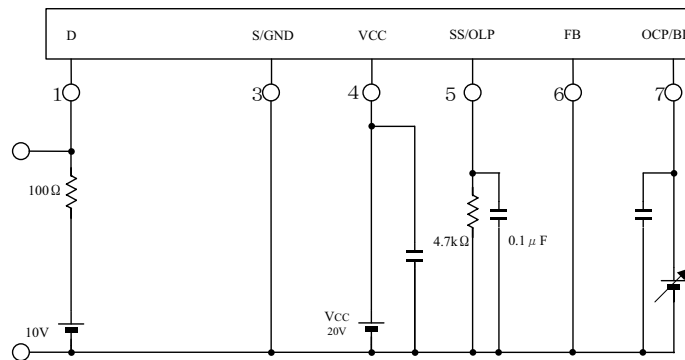 D S/GND VCC SS/OLP FB OCP/BD
1 3 4 5 6 7
100Ω
4.7kΩ 0.1μF
10V
VCC
20V